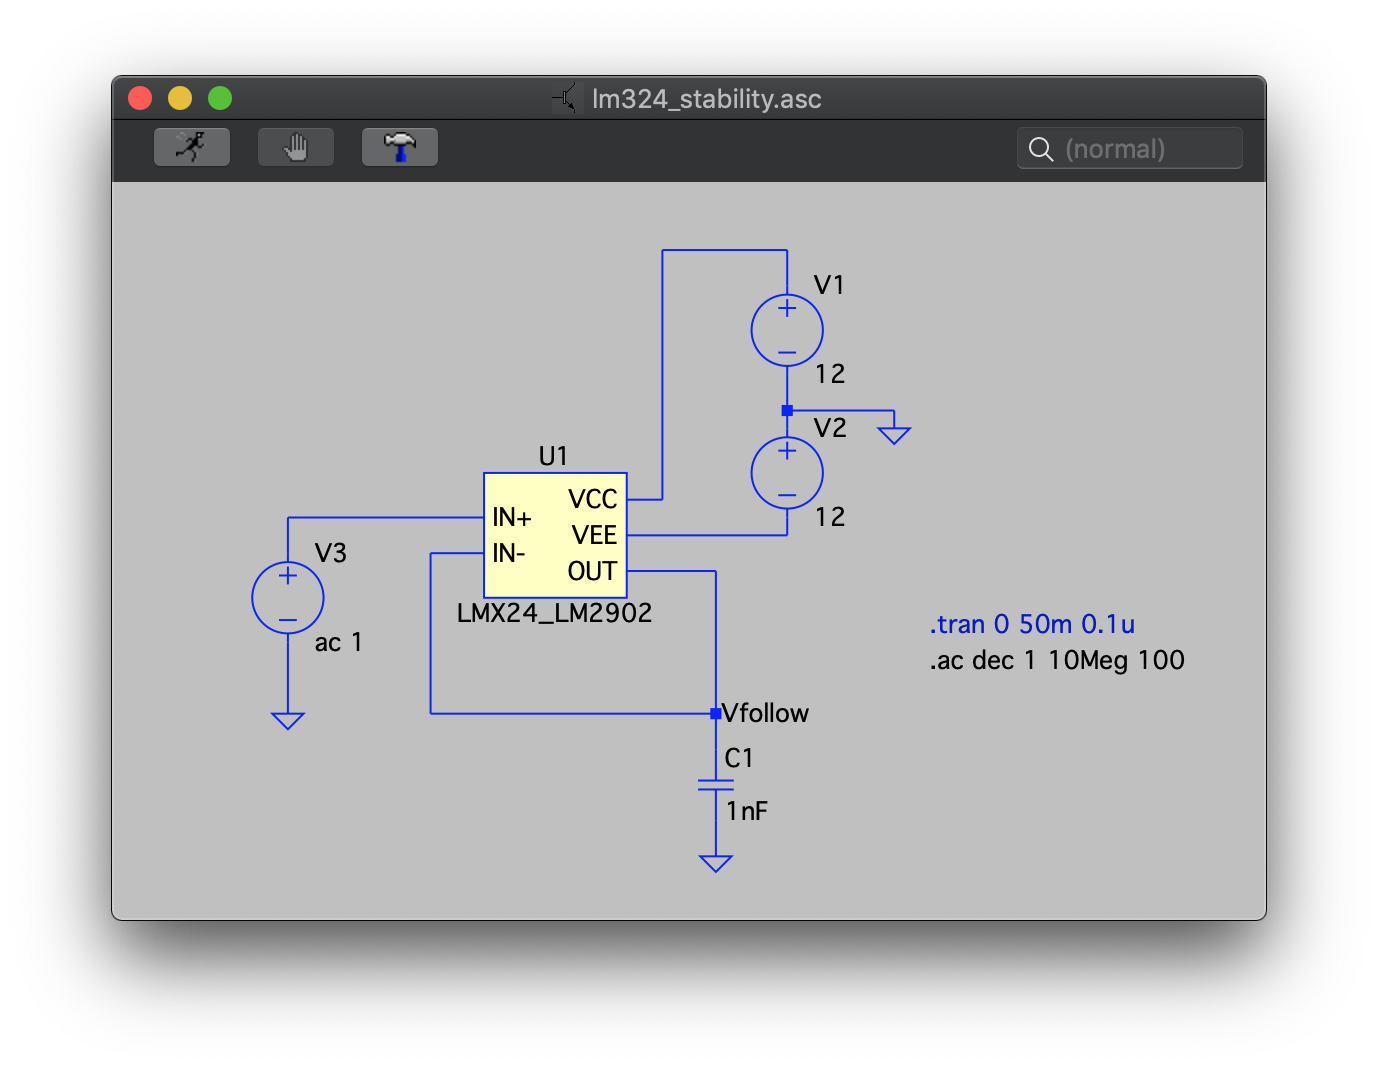 lm324_stability.asc
(normal)
V1
12
V2
12
U1
VCC
IN+
VEE
IN-
OUT
LMX24_LM2902
V3
ac 1
.tran 0 50m 0.1u
.ac dec 1 10Meg 100
Vfollow
C1
1nF